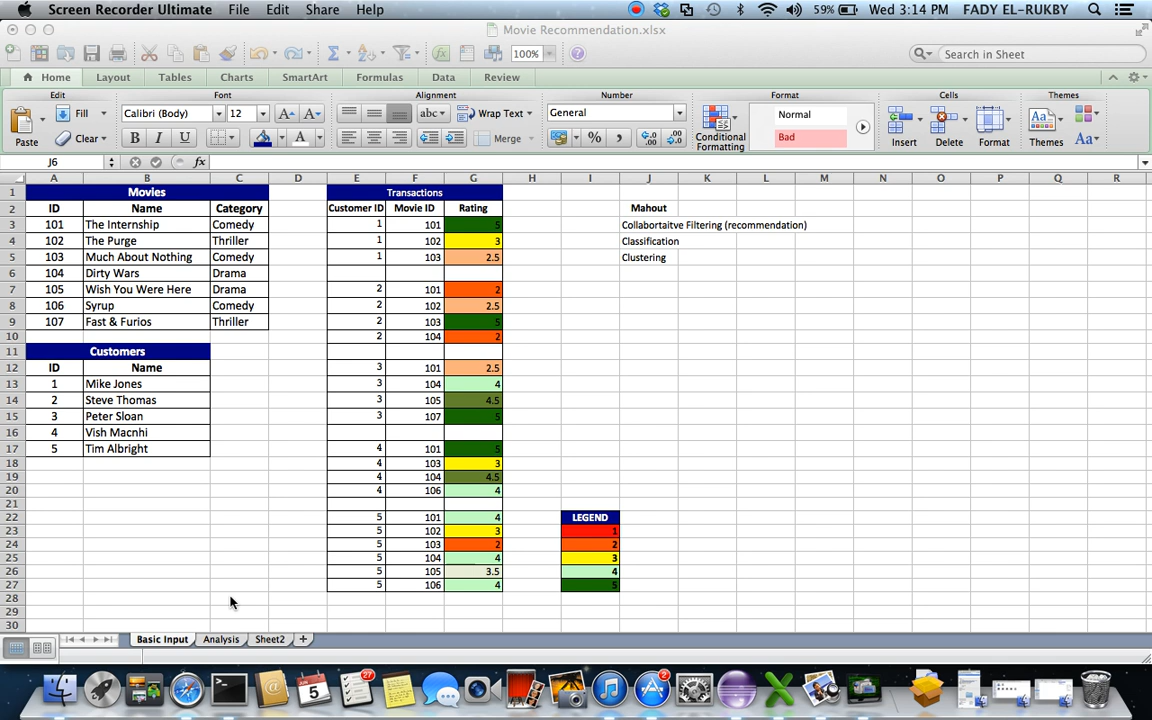 Screen Recorder Ultimate File Edit Share Help 59% Wed 3:14 PM FADY EL-RUKBY
Movie Recommendation.xlsx
100% Search in Sheet
Home Layout Tables Charts SmartArt Formulas Data Review
Edit Font Alignment Number Format Cells Themes
Paste Fill Calibri (Body) 12 A A abc Wrap Text General Conditional Formatting Normal Insert Delete Format Themes Aa
Clear B I U A Merge % Bad
J6 fx
A B C D E F G H I J K L M N O P Q R
1 Movies Transactions
2 ID Name Category Customer ID Movie ID Rating Mahout
3 101 The Internship Comedy 1 101 5 Collabortaitve Filtering (recommendation)
4 102 The Purge Thriller 1 102 3 Classification
5 103 Much About Nothing Comedy 1 103 2.5 Clustering
6 104 Dirty Wars Drama
7 105 Wish You Were Here Drama 2 101 2
8 106 Syrup Comedy 2 102 2.5
9 107 Fast & Furios Thriller 2 103 5
10 2 104 2
11 Customers
12 ID Name 3 101 2.5
13 1 Mike Jones 3 104 4
14 2 Steve Thomas 3 105 4.5
15 3 Peter Sloan 3 107 5
16 4 Vish Macnhi
17 5 Tim Albright 4 101 5
18 4 103 3
19 4 104 4.5
20 4 106 4
21
22 5 101 4 LEGEND
23 5 102 3 1
24 5 103 2 2
25 5 104 4 3
26 5 105 3.5 4
27 5 106 4 5
28
29
30
Basic Input Analysis Sheet2 +
27 5 2